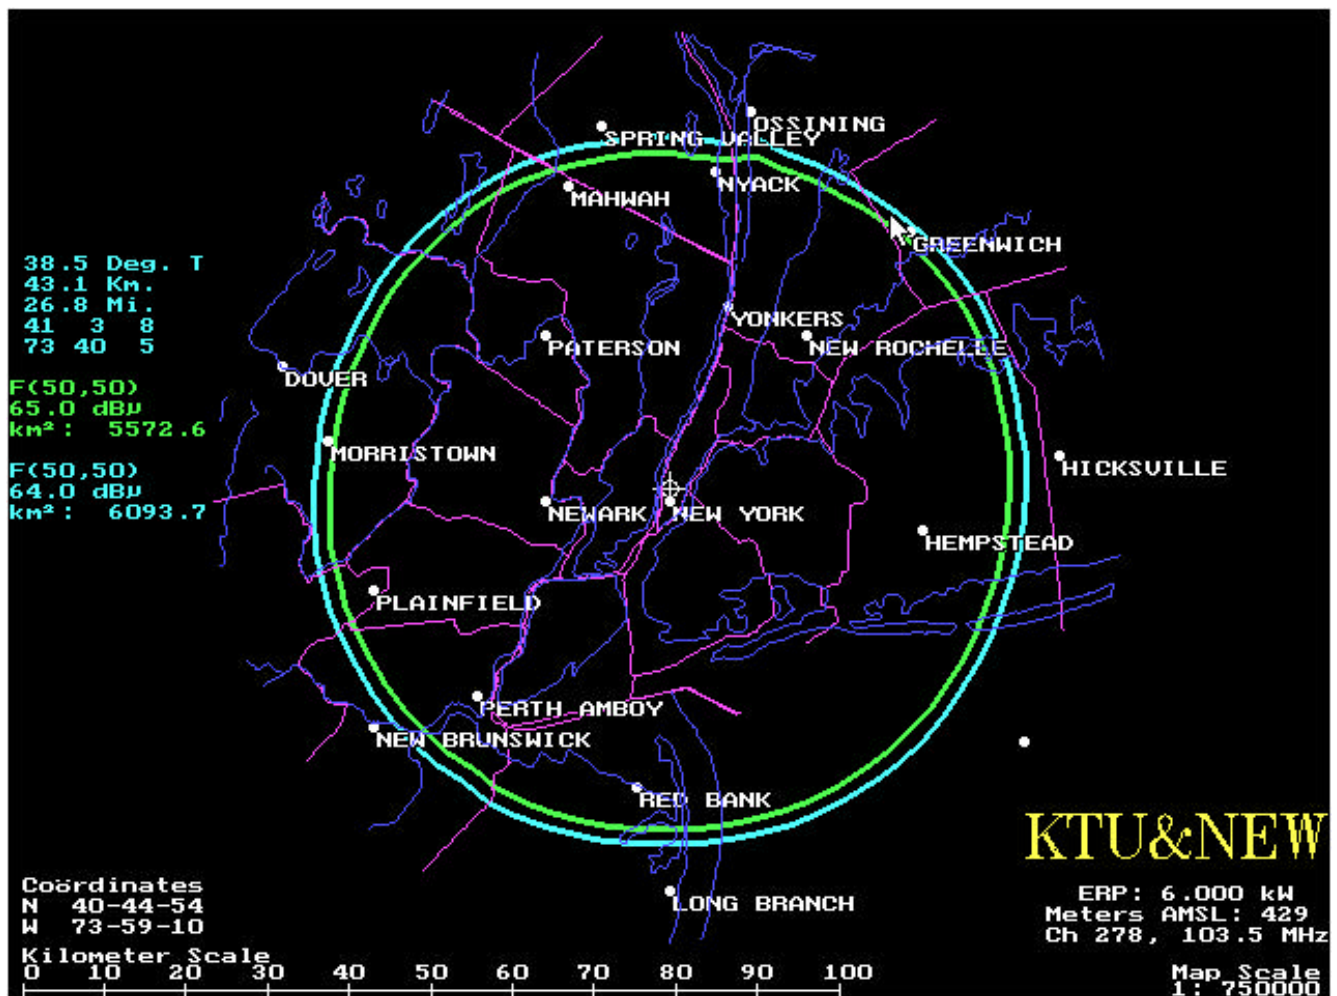 OSSINING
SPRING VALLEY
NYACK
MAHWAH
GREENWICH
38.5 Deg. T
43.1 Km.
26.8 Mi.
41 3 8
73 40 5
YONKERS
PATERSON
NEW ROCHELLE
DOVER
F(50,50)
65.0 dBµ
km²: 5572.6
MORRISTOWN
HICKSVILLE
F(50,50)
64.0 dBµ
km²: 6093.7
NEWARK
NEW YORK
HEMPSTEAD
PLAINFIELD
PERTH AMBOY
NEW BRUNSWICK
RED BANK
KTU&NEW
LONG BRANCH
ERP: 6.000 kW
Meters AMSL: 429
Ch 278, 103.5 MHz
Coördinates
N 40-44-54
W 73-59-10
Kilometer Scale
0 10 20 30 40 50 60 70 80 90 100
Map Scale
1: 750000